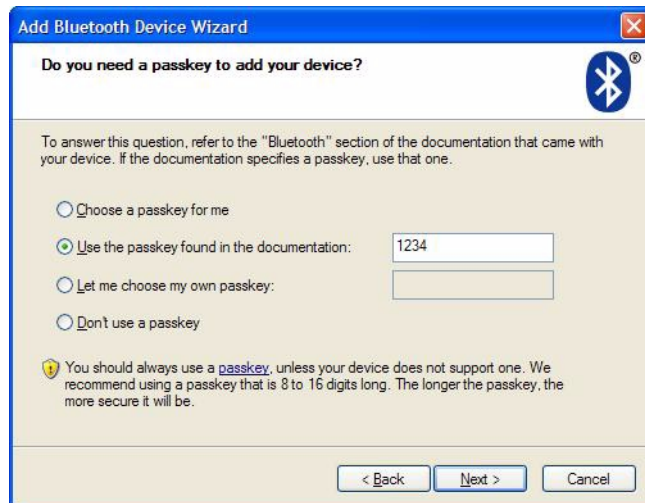 Add Bluetooth Device Wizard
Do you need a passkey to add your device?
®
To answer this question, refer to the "Bluetooth" section of the documentation that came with
your device. If the documentation specifies a passkey, use that one.
Choose a passkey for me
Use the passkey found in the documentation: 1234
Let me choose my own passkey:
Don't use a passkey
You should always use a passkey, unless your device does not support one. We
recommend using a passkey that is 8 to 16 digits long. The longer the passkey, the
more secure it will be.
< Back Next > Cancel